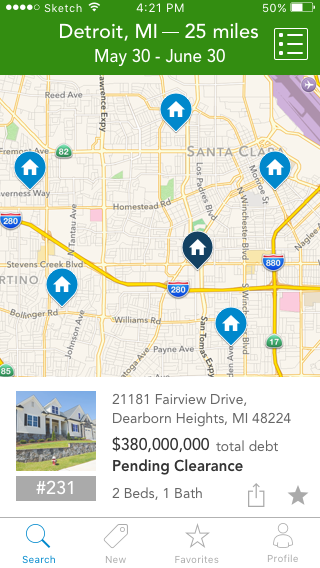 Sketch 4:21 PM 50%
Detroit, MI — 25 miles
May 30 - June 30
Reed Ave
Lawrence Expy
SANTA CLARA
Fremont Ave
82
Los Padres Blvd
Monroe St
Inverness Way
Homestead Rd
N Tantau Ave
N Winchester Blvd
280
Naglee
Stevens Creek Blvd
880
RTINO
280
Bollinger Rd
Williams Rd
Johnson Ave
San Tomas Expy
S Winch
17
Payne Ave
atoga Ave
85
21181 Fairview Drive,
Dearborn Heights, MI 48224
$380,000,000 total debt
Pending Clearance
#231
2 Beds, 1 Bath
Search New Favorites Profile